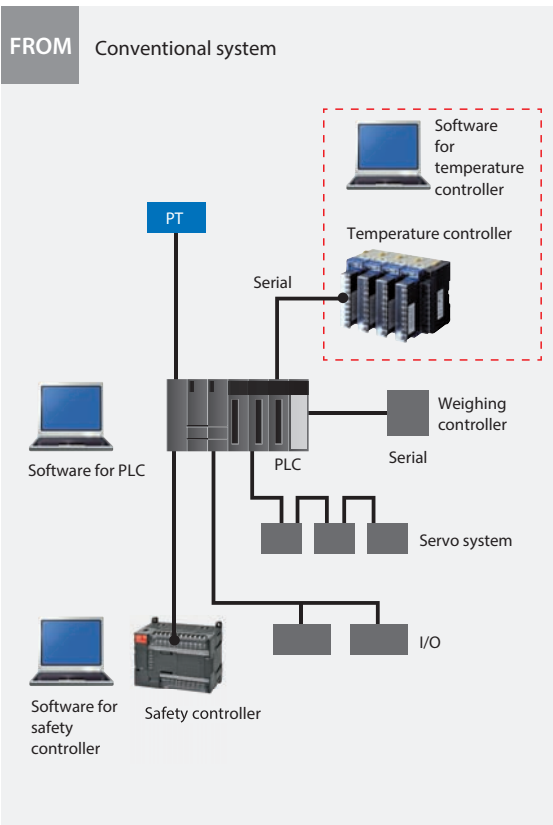 FROM
Conventional system
Software
for
temperature
controller
PT
Temperature controller
Serial
Weighing
controller
Software for PLC
PLC
Serial
Servo system
I/O
Software for
safety
controller
Safety controller